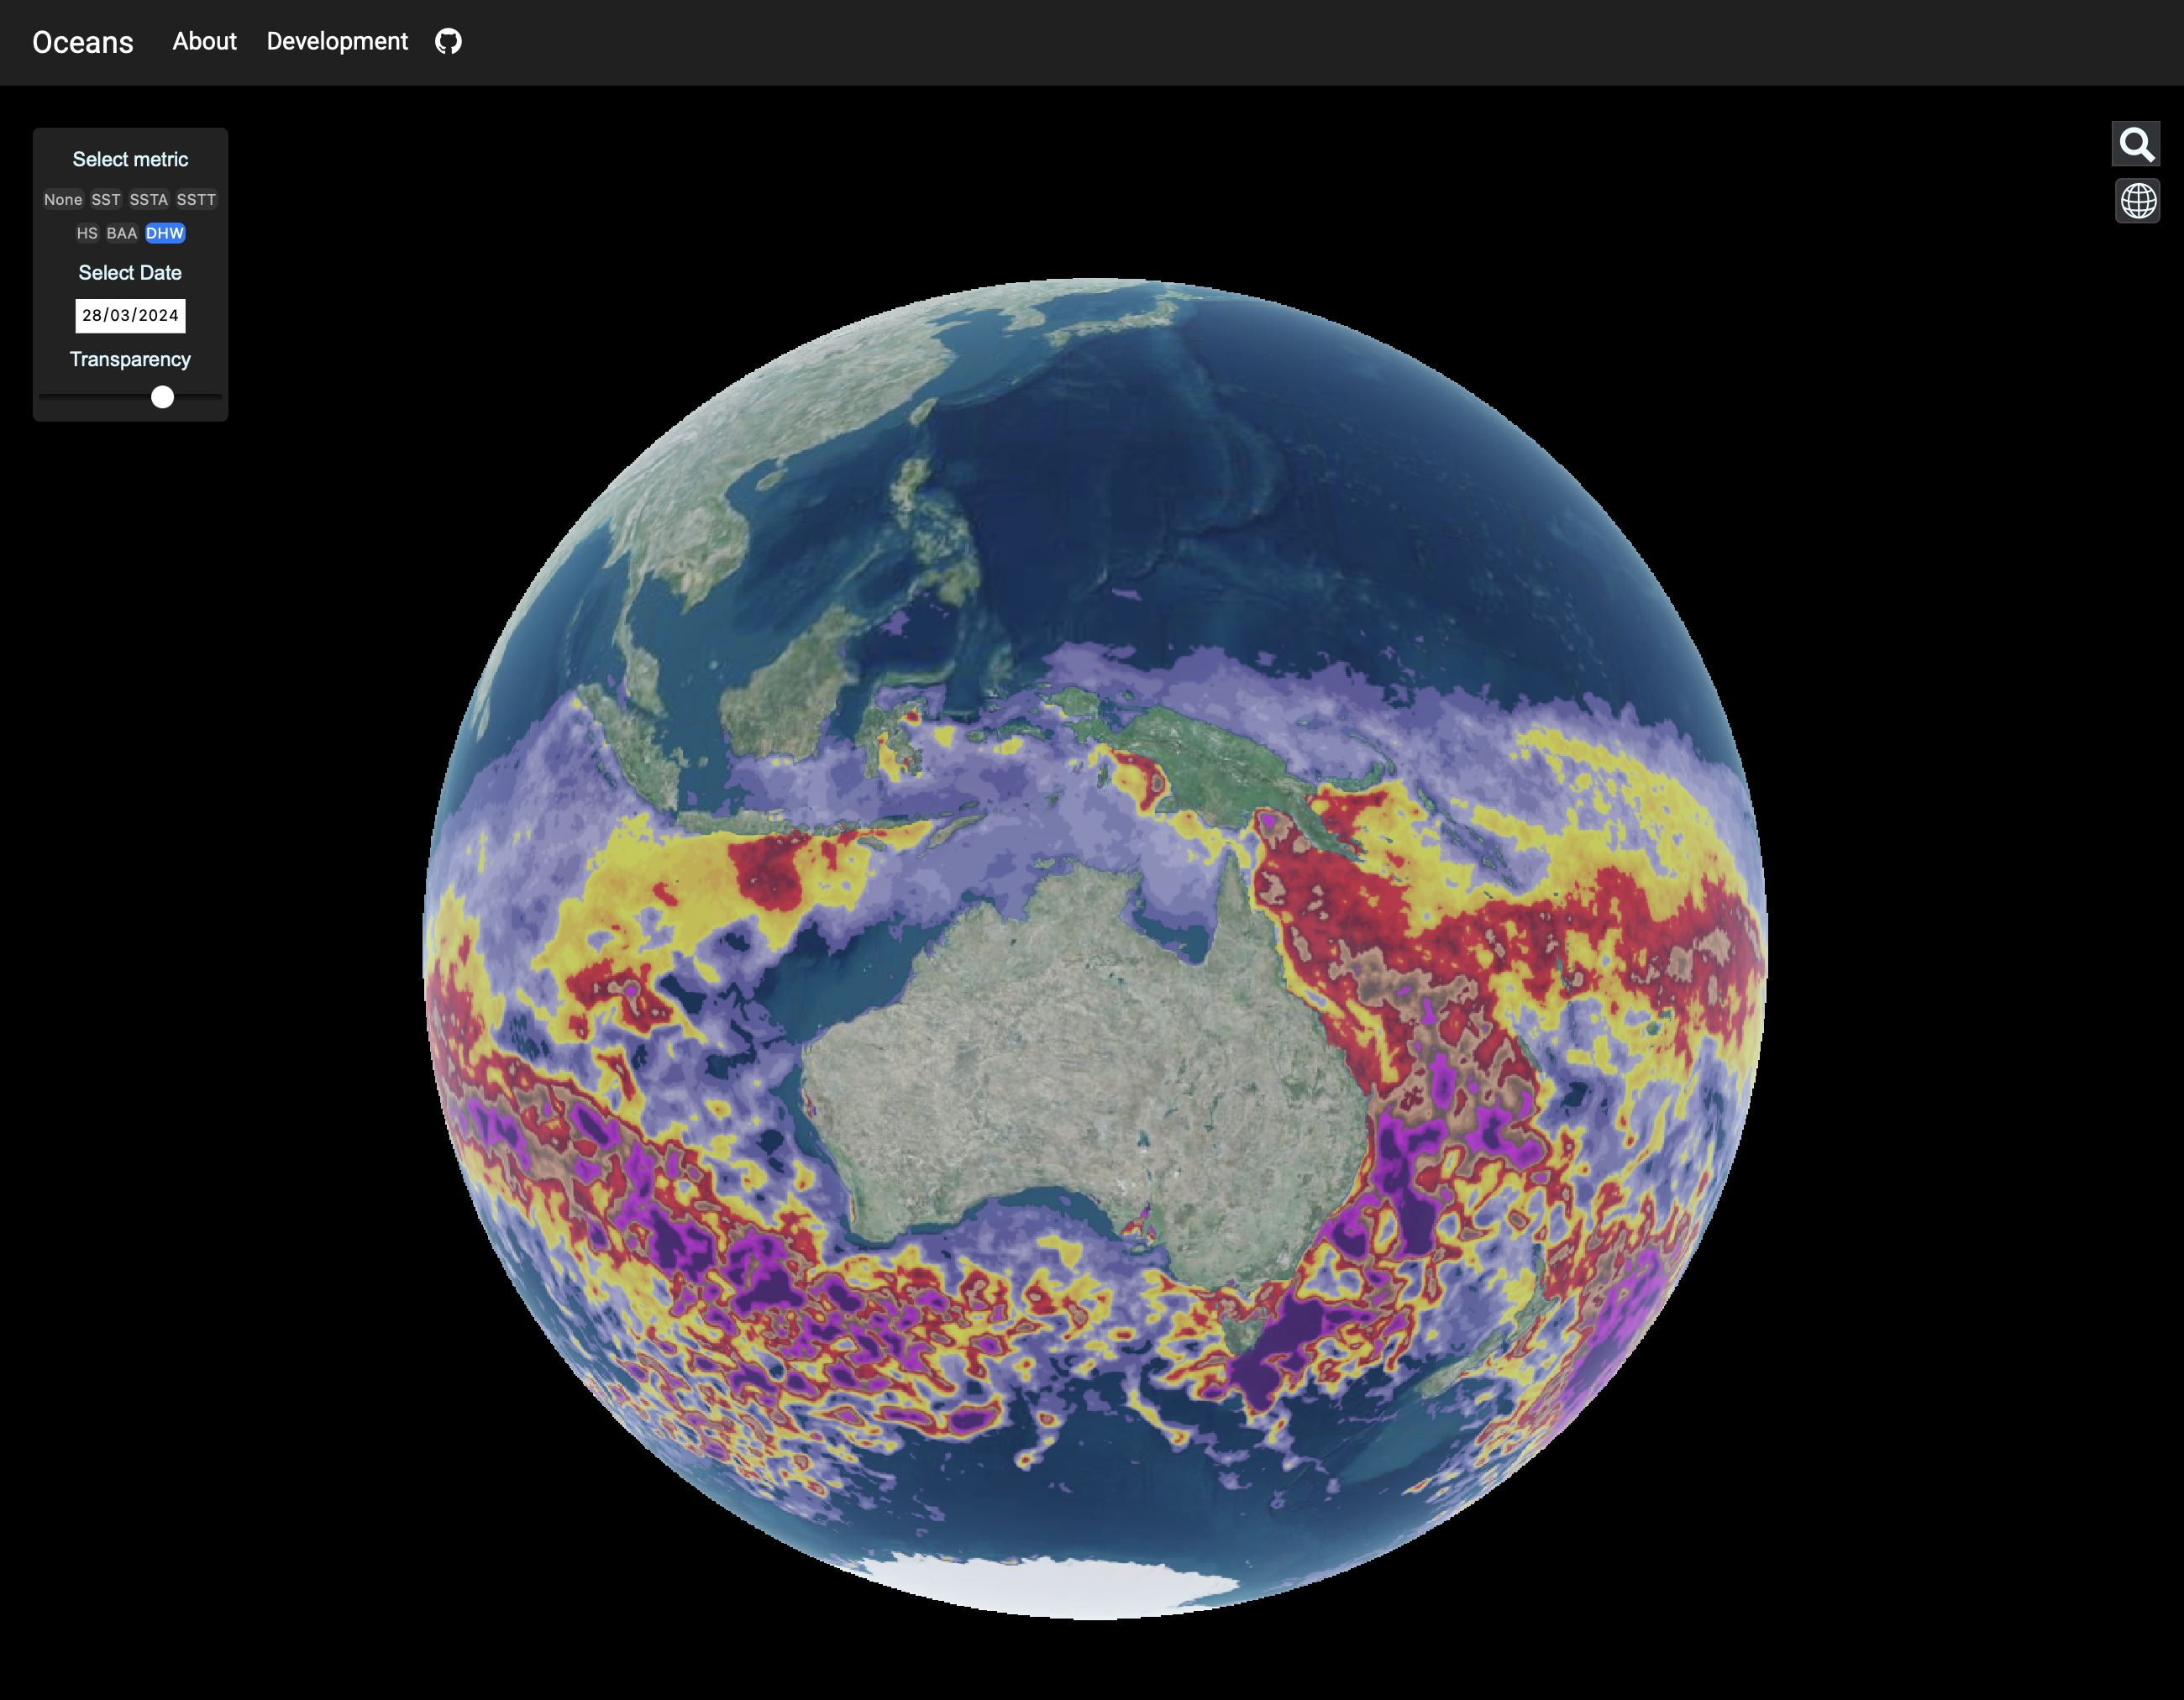 Oceans About Development
Select metric
None SST SSTA SSTT
HS BAA DHW
Select Date
28/03/2024
Transparency